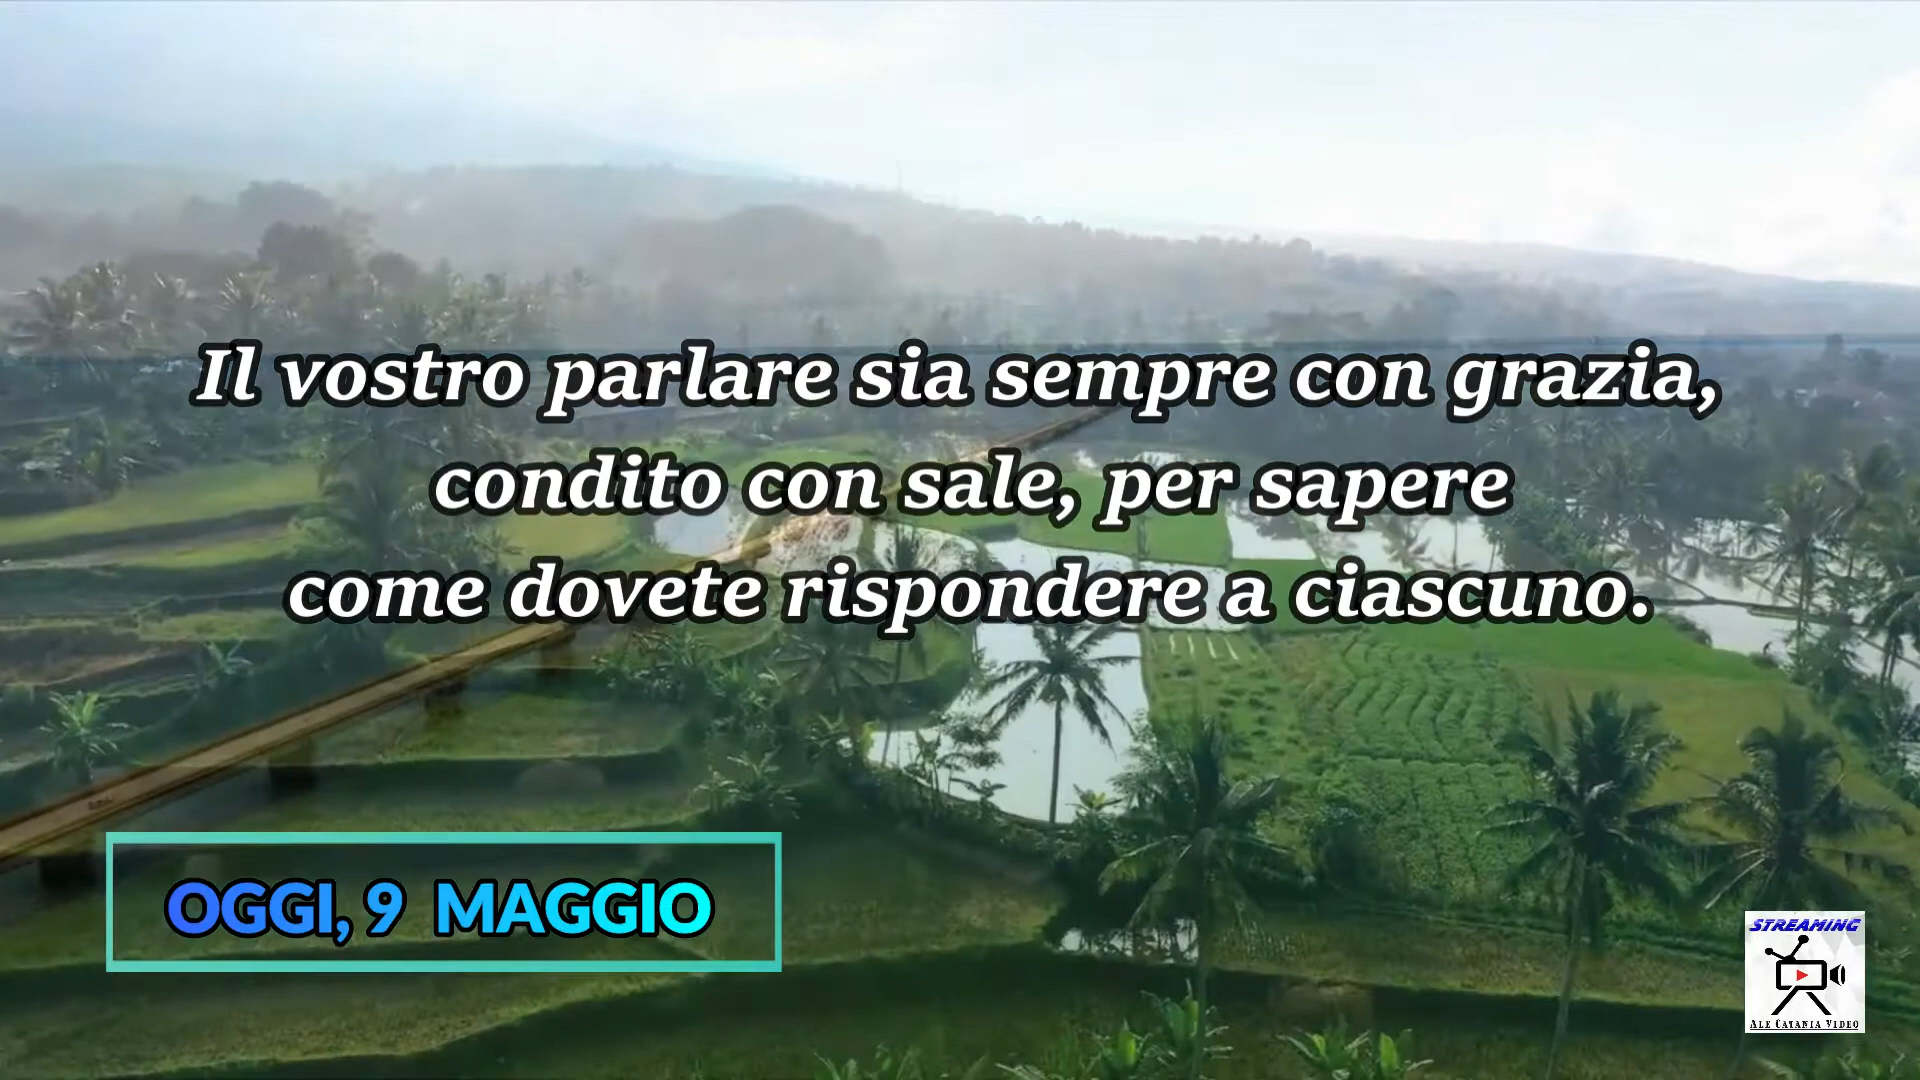 Il vostro parlare sia sempre con grazia,
condito con sale, per sapere
come dovete rispondere a ciascuno.
OGGI, 9 MAGGIO
STREAMING
ALE CATANIA VIDEO